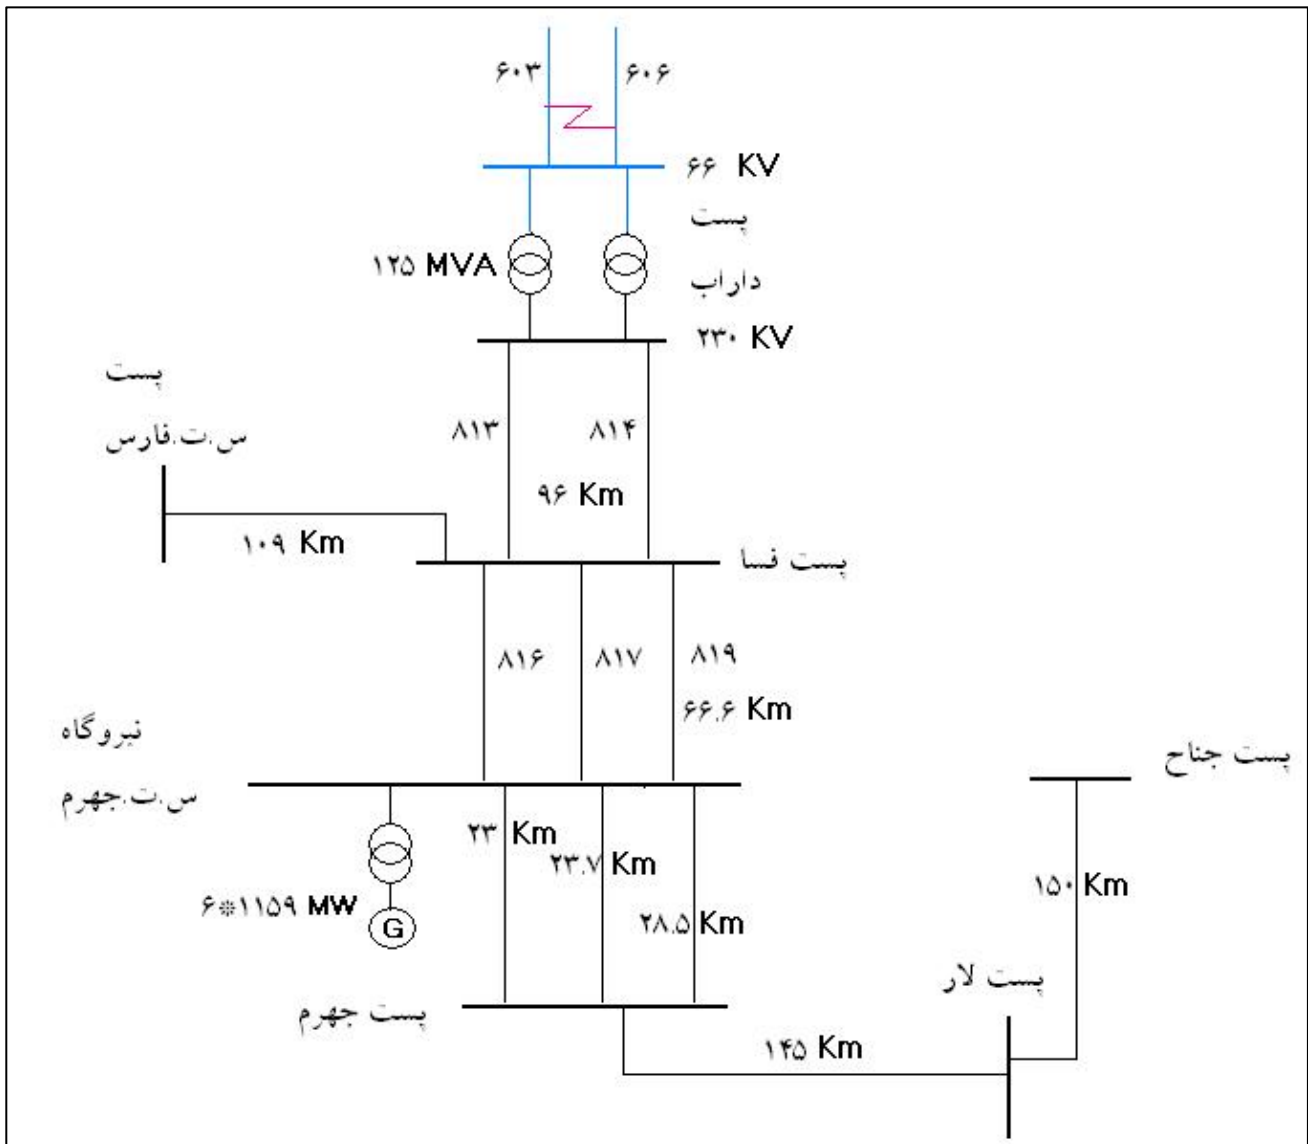 ۶۰۳
۶۰۶
۶۶ KV
پست
داراب
۱۲۵ MVA
۲۳۰ KV
پست
س.ت.فارس
۸۱۳
۸۱۴
۹۶ Km
۱۰۹ Km
پست فسا
۸۱۶
۸۱۷
۸۱۹
۶۶.۶ Km
نیروگاه
س.ت.جهرم
پست جناح
۲۳ Km
۲۳.۷ Km
۶*۱۱۵۹ MW
G
۲۸.۵ Km
۱۵۰ Km
پست لار
پست جهرم
۱۴۵ Km